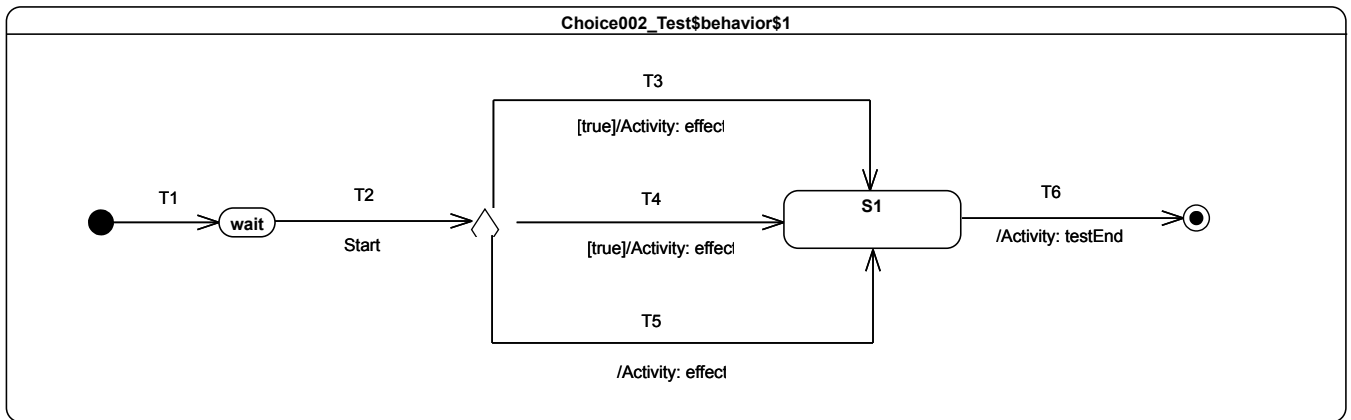 Choice002_Test$behavior$1
T3
[true]/Activity: effect
T1
T2
T4
T6
wait
S1
Start
[true]/Activity: effect
/Activity: testEnd
T5
/Activity: effect